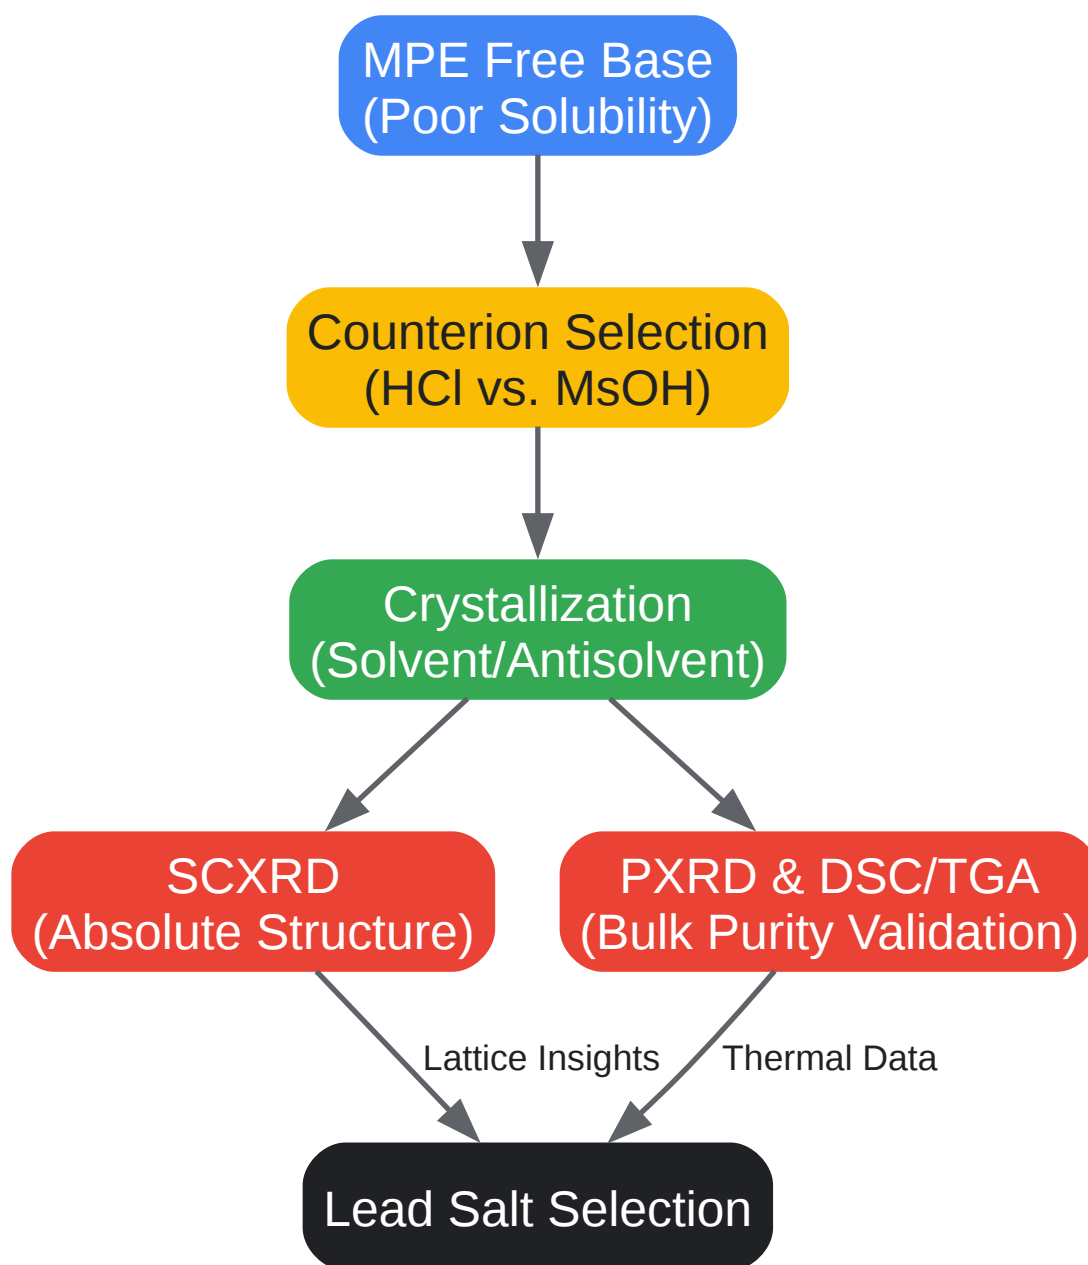 MPE Free Base
(Poor Solubility)
Counterion Selection
(HCl vs. MsOH)
Crystallization
(Solvent/Antisolvent)
SCXRD
(Absolute Structure)
PXRD & DSC/TGA
(Bulk Purity Validation)
Lattice Insights
Thermal Data
Lead Salt Selection